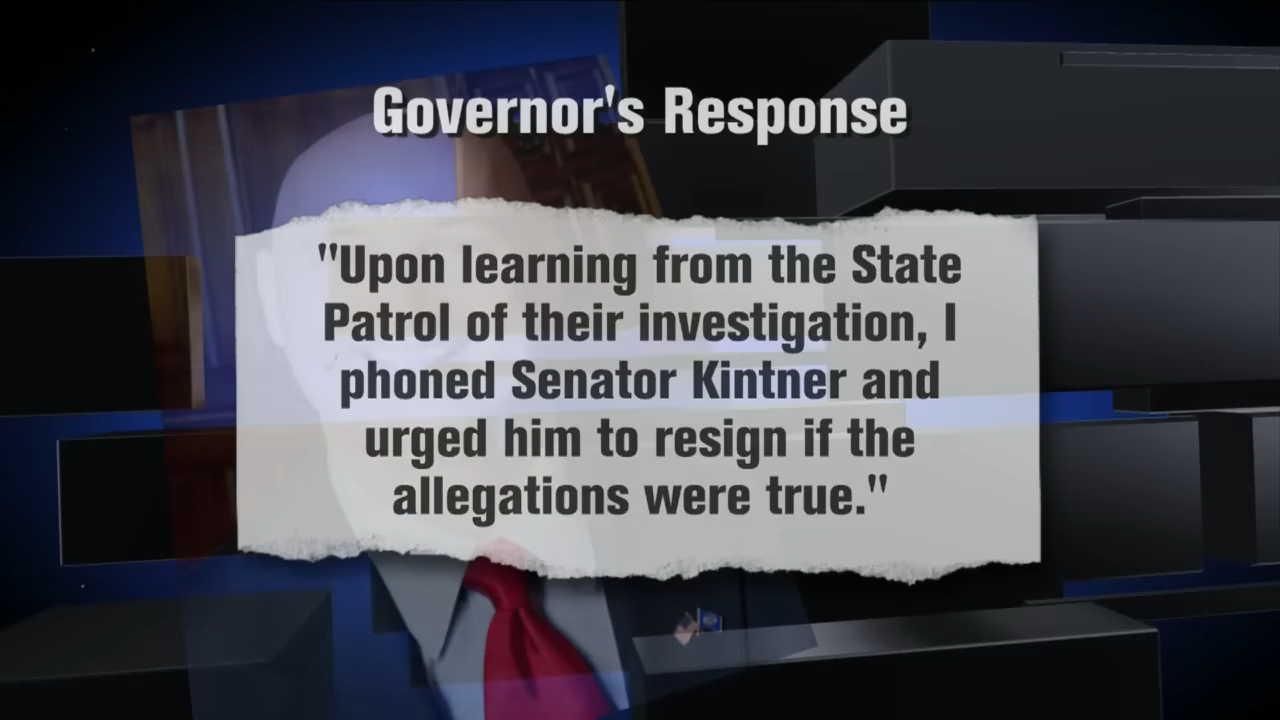 Governor's Response
"Upon learning from the State
Patrol of their investigation, I
phoned Senator Kintner and
urged him to resign if the
allegations were true."